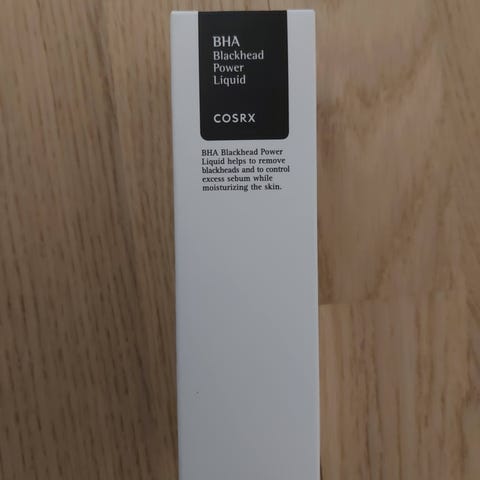 BHA
Blackhead
Power
Liquid
COSRX
BHA Blackhead Power
Liquid helps to remove
blackheads and to control
excess sebum while
moisturizing the skin.